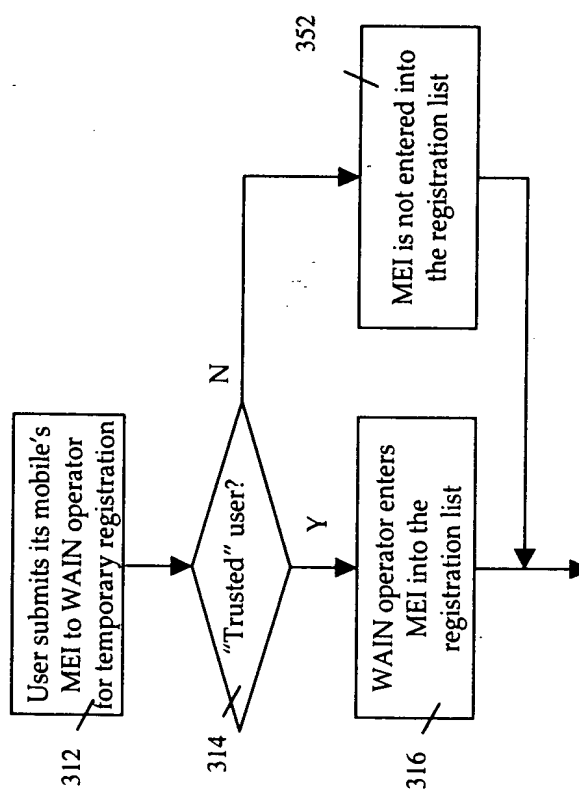 User submits its mobile's
MEI to WAIN operator
for temporary registration
312
"Trusted" user?
314
N
Y
WAIN operator enters
MEI into the
registration list
316
MEI is not entered into
the registration list
352